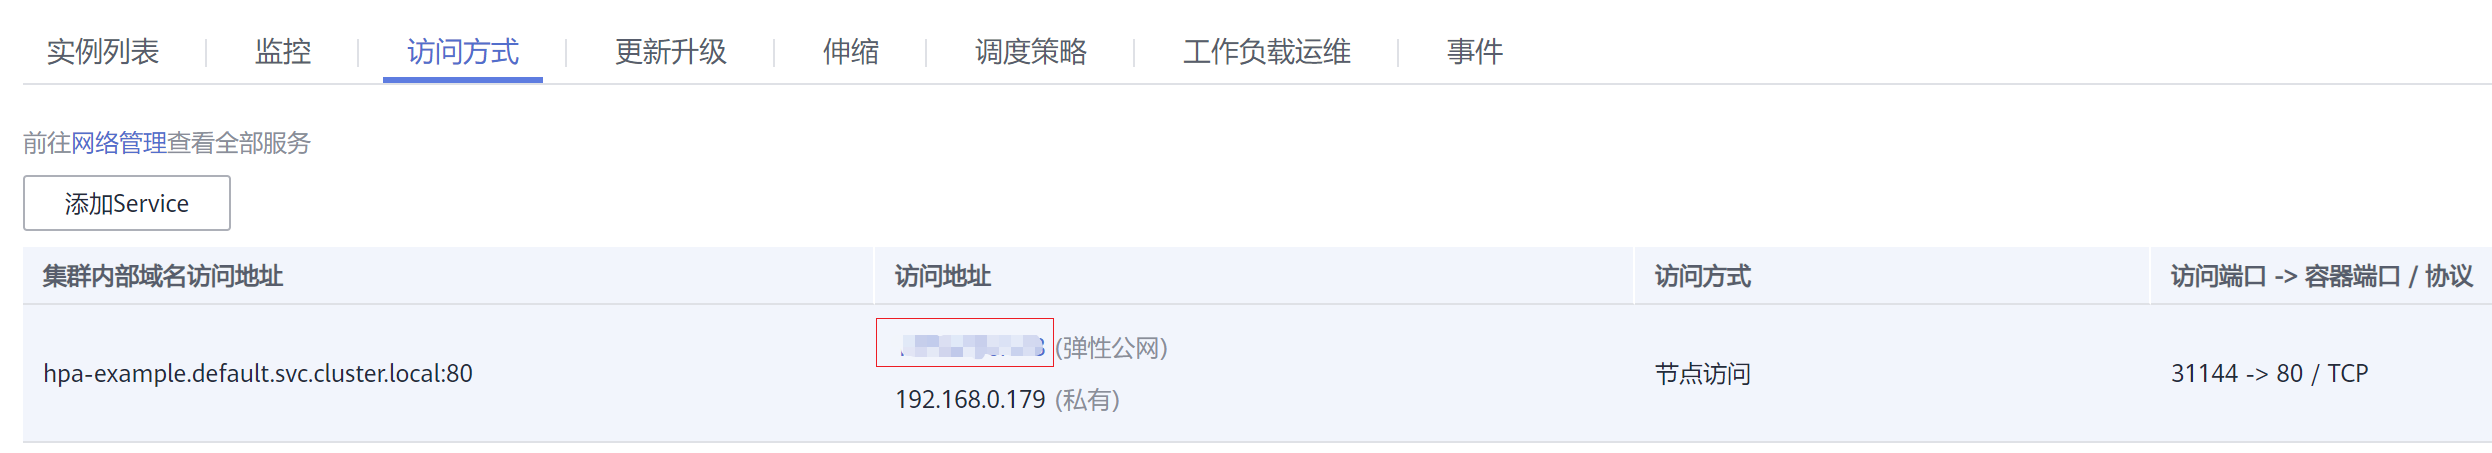 实例列表 监控 访问方式 更新升级 伸缩 调度策略 工作负载运维 事件
前往网络管理查看全部服务
添加Service
集群内部域名访问地址 访问地址 访问方式 访问端口 -> 容器端口 / 协议
(弹性公网)
hpa-example.default.svc.cluster.local:80 节点访问 31144 -> 80 / TCP
192.168.0.179 (私有)